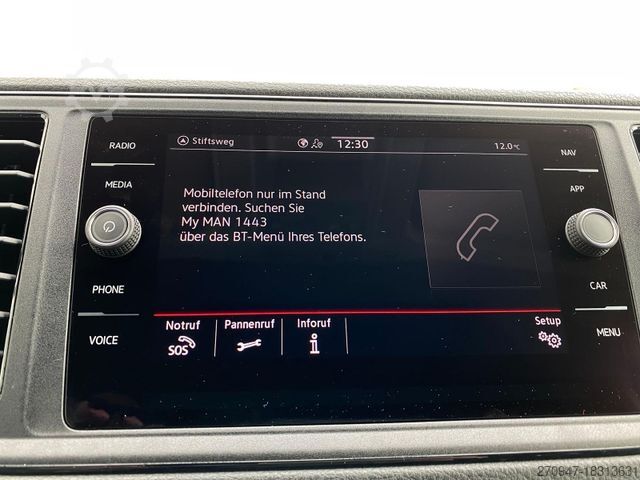 RADIO
MEDIA
PHONE
VOICE
Stiftsweg
12:30
12.0°C
Mobiltelefon nur im Stand
verbinden. Suchen Sie
My MAN 1443
über das BT-Menü Ihres Telefons.
Notruf
SOS
Pannenruf
Inforuf
Setup
NAV
APP
CAR
MENU
270947-18313631